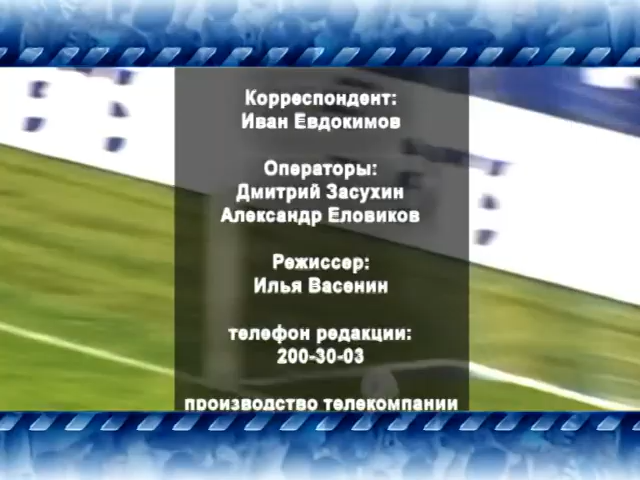 Корреспондент:
Иван Евдокимов
Операторы:
Дмитрий Засухин
Александр Еловиков
Режиссер:
Илья Васенин
телефон редакции:
200-30-03
производство телекомпании